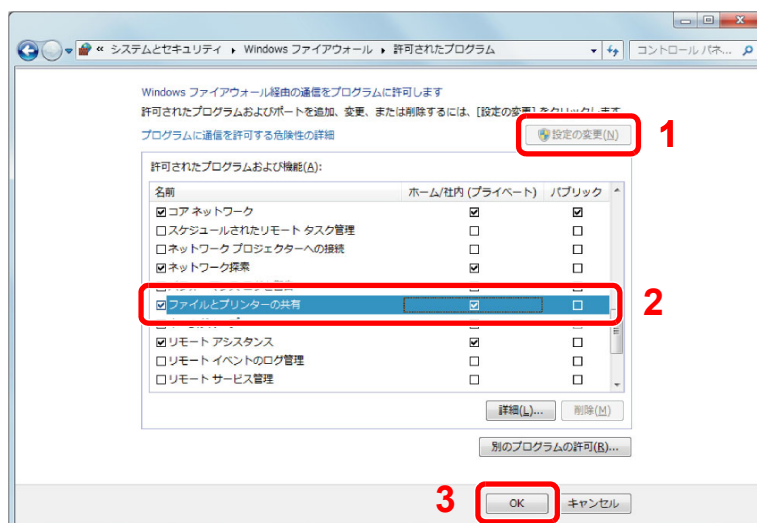 « システムとセキュリティ ▸ Windows ファイアウォール ▸ 許可されたプログラム
コントロール パネ...
Windows ファイアウォール経由の通信をプログラムに許可します
許可されたプログラムおよびポートを追加、変更、または削除するには、[設定の変更] をクリックします
プログラムに通信を許可する危険性の詳細
設定の変更(N)
1
許可されたプログラムおよび機能(A):
名前 ホーム/社内 (プライベート) パブリック
コア ネットワーク
スケジュールされたリモート タスク管理
ネットワーク プロジェクターへの接続
ネットワーク探索
ファイルとプリンターの共有
2
リモート アシスタンス
リモート イベントのログ管理
リモート サービス管理
詳細(L)... 削除(M)
別のプログラムの許可(R)...
3
OK キャンセル